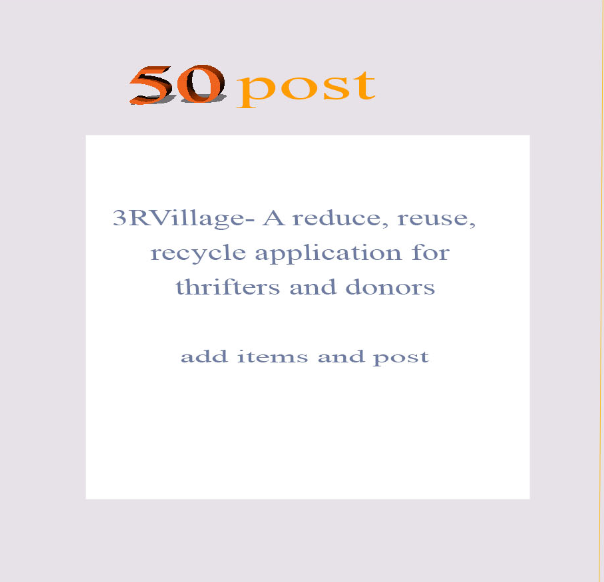 50 post
3RVillage- A reduce, reuse,
recycle application for
thrifters and donors
add items and post